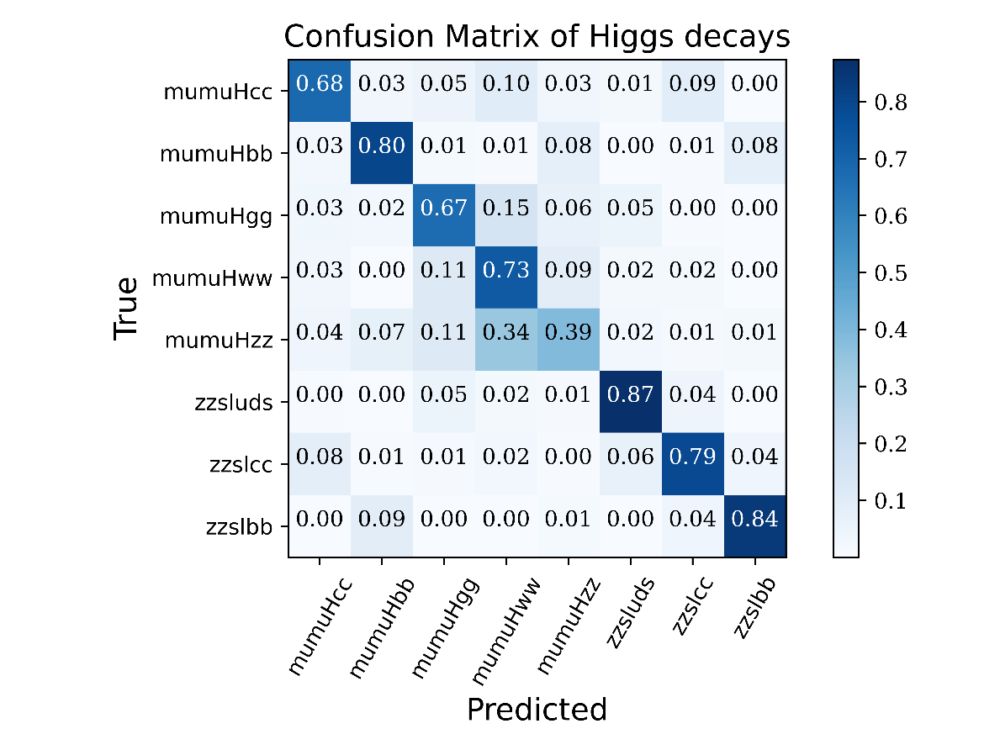 Confusion Matrix of Higgs decays
True
mumuHcc 0.68 0.03 0.05 0.10 0.03 0.01 0.09 0.00
mumuHbb 0.03 0.80 0.01 0.01 0.08 0.00 0.01 0.08
mumuHgg 0.03 0.02 0.67 0.15 0.06 0.05 0.00 0.00
mumuHww 0.03 0.00 0.11 0.73 0.09 0.02 0.02 0.00
mumuHzz 0.04 0.07 0.11 0.34 0.39 0.02 0.01 0.01
zzsluds 0.00 0.00 0.05 0.02 0.01 0.87 0.04 0.00
zzslcc 0.08 0.01 0.01 0.02 0.00 0.06 0.79 0.04
zzslbb 0.00 0.09 0.00 0.00 0.01 0.00 0.04 0.84
mumuHcc mumuHbb mumuHgg mumuHww mumuHzz zzsluds zzslcc zzslbb
Predicted
0.8
0.7
0.6
0.5
0.4
0.3
0.2
0.1